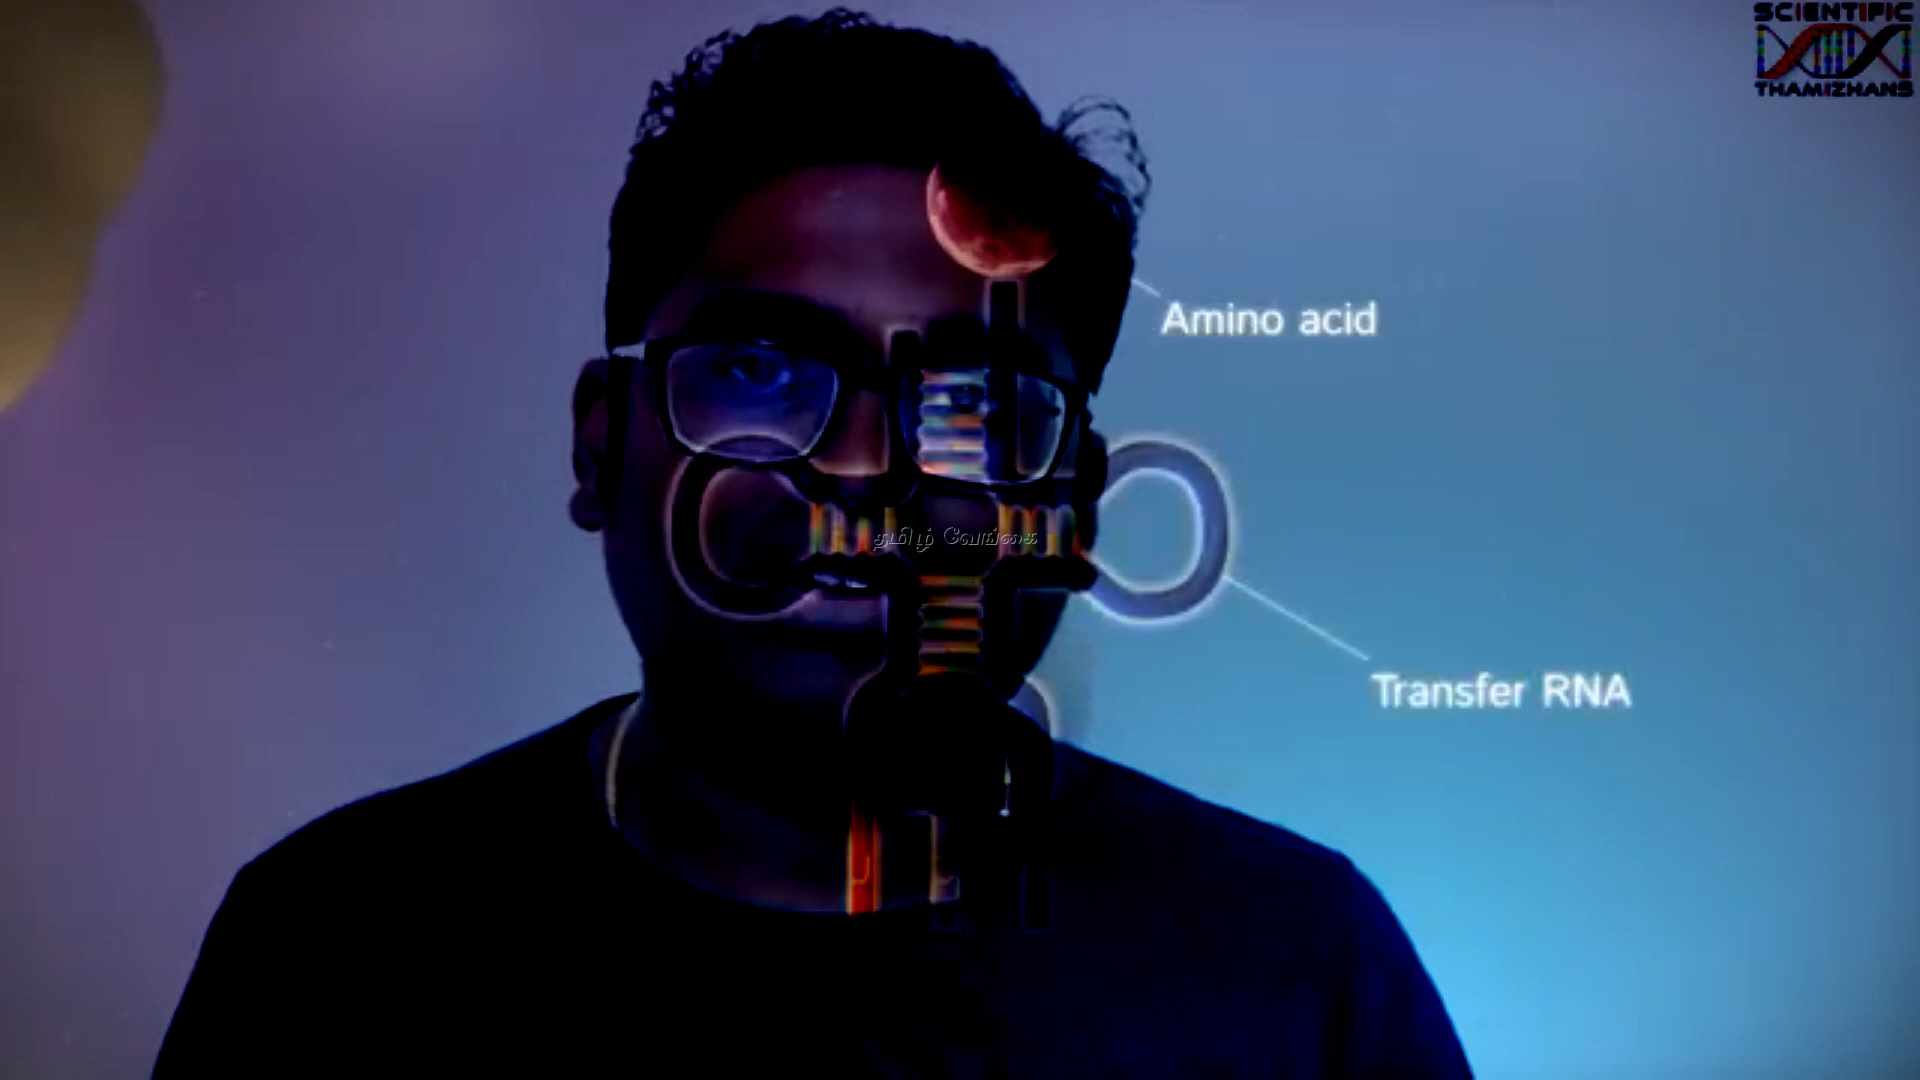 SCIENTIFIC
THAMIZHANS
Amino acid
தமிழ் வேங்கை
Transfer RNA